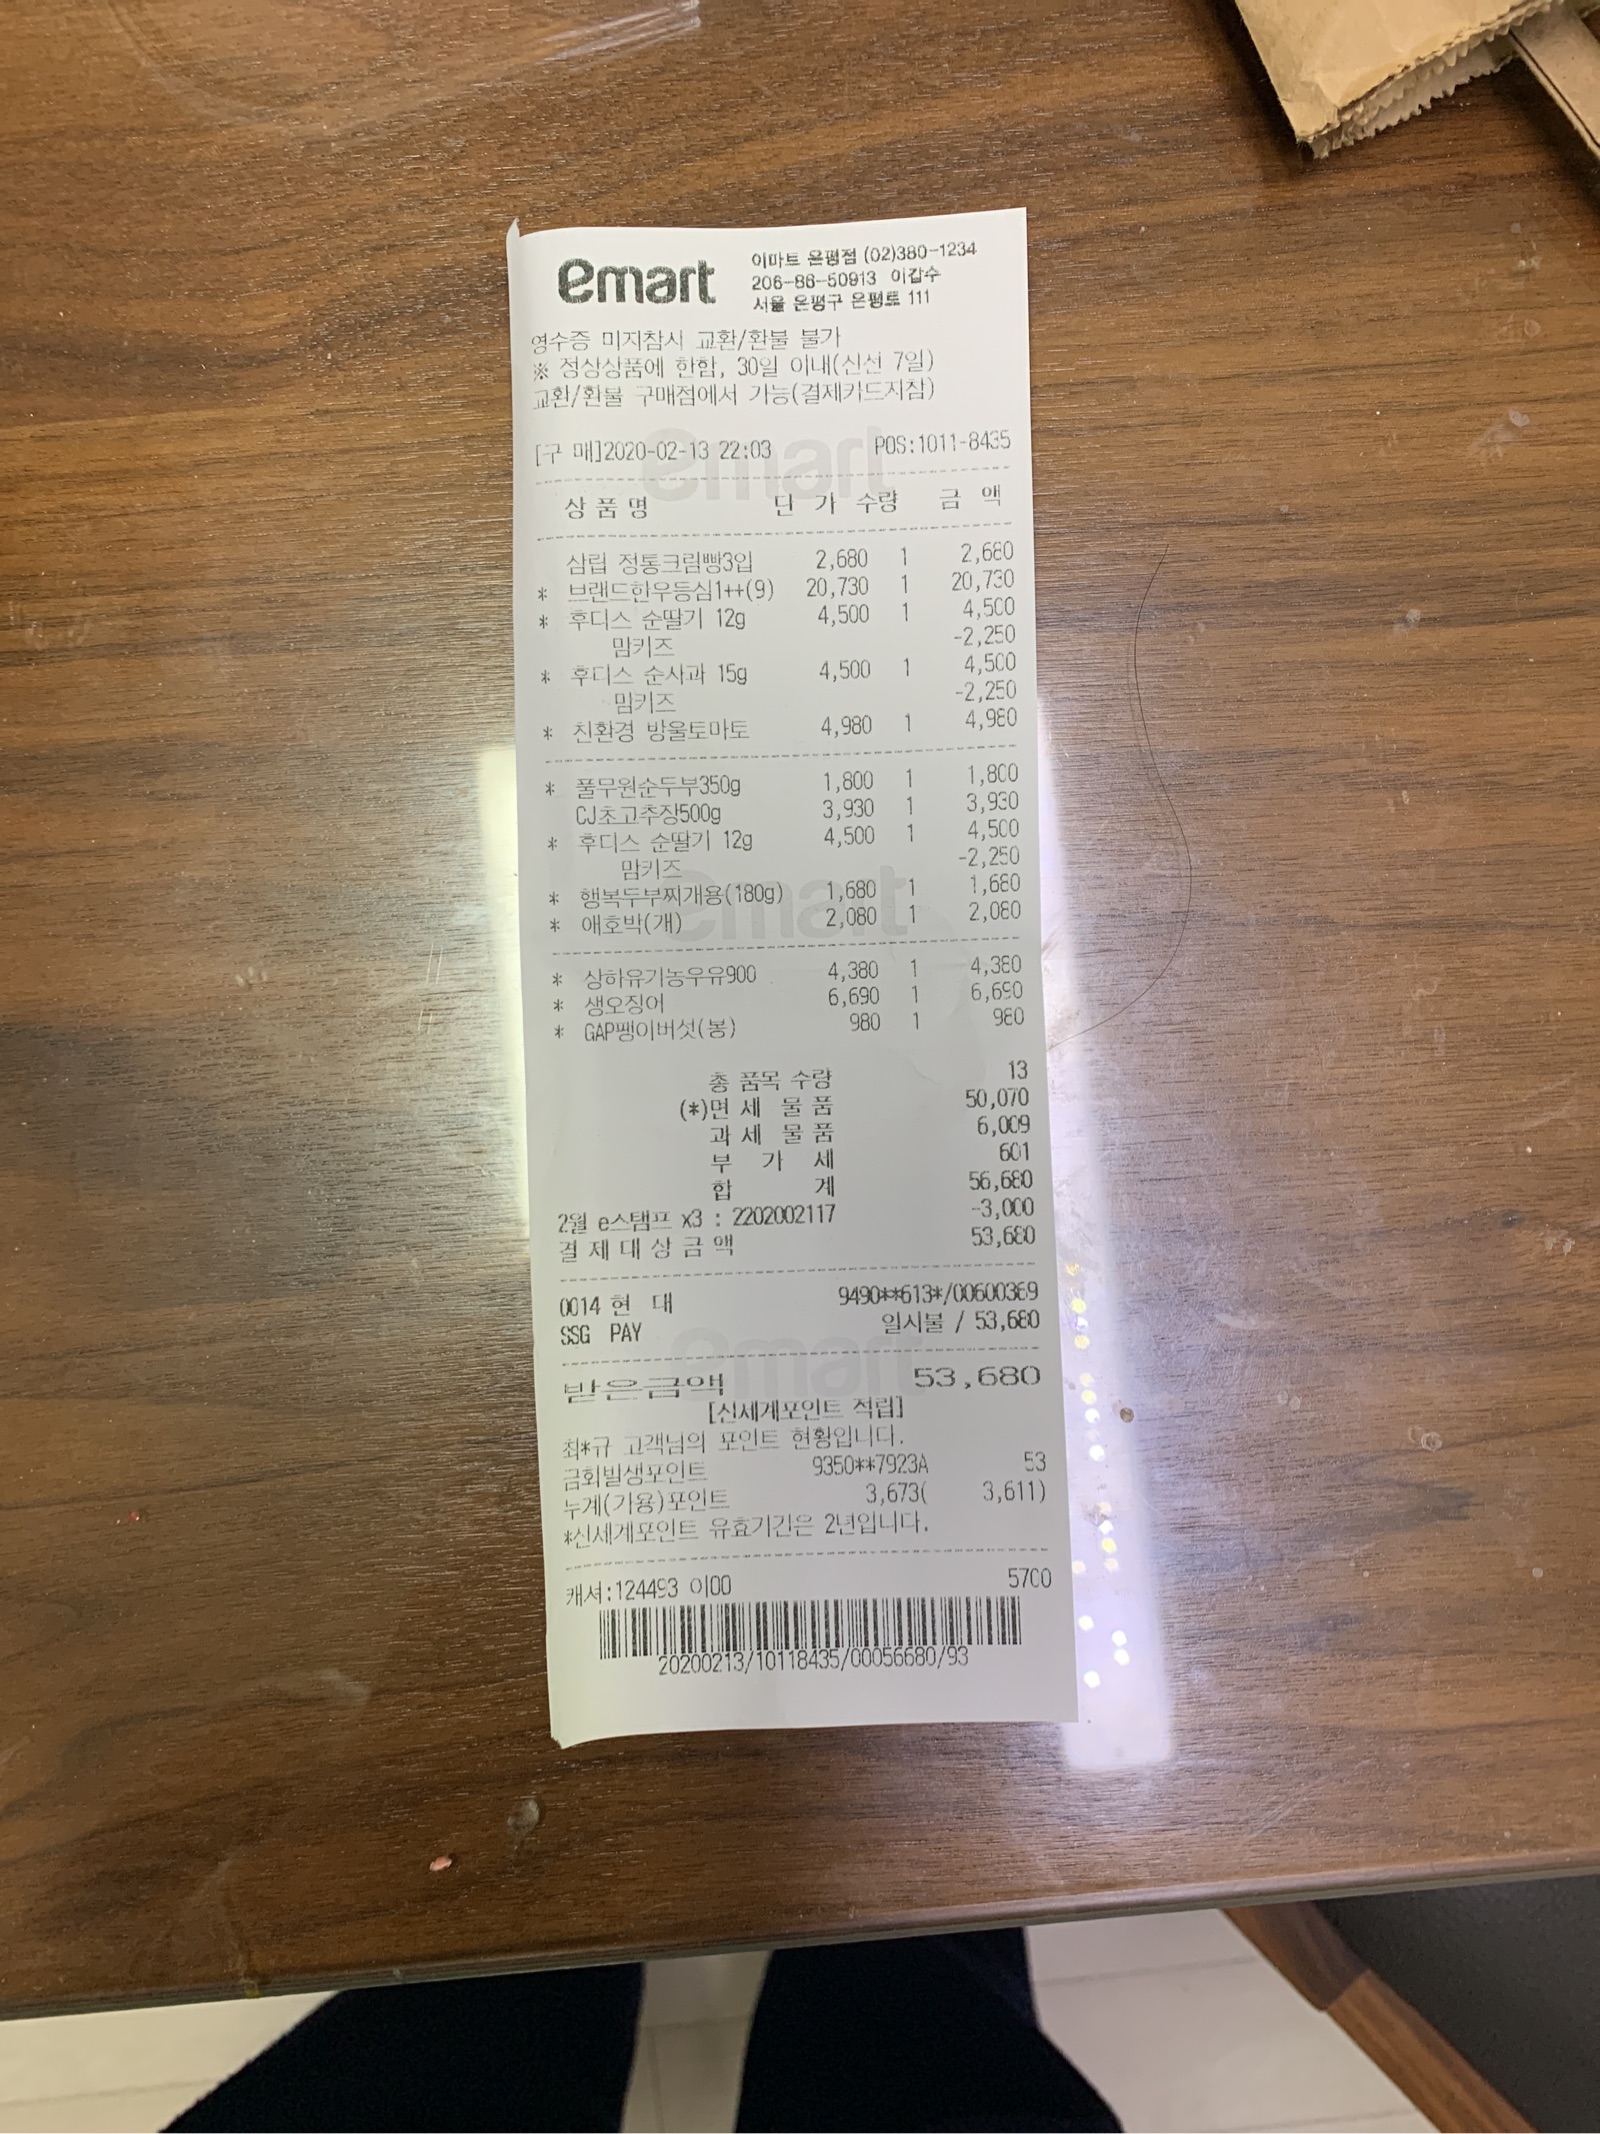 emart
이마트 은평점 (02)380-1234
206-86-50913 이갑수
서울 은평구 은평로 111
영수증 미지참시 교환/환불 불가
※ 정상상품에 한함, 30일 이내(신선 7일)
교환/환불 구매점에서 가능(결제카드지참)
[구 매]2020-02-13 22:03 POS:1011-8435
상품명 단가 수량 금액
삼립 정통크림빵3입 2,680 1 2,680
* 브랜드한우등심1++(9) 20,730 1 20,730
* 후디스 순딸기 12g 4,500 1 4,500
맘키즈 -2,250
* 후디스 순사과 15g 4,500 1 4,500
맘키즈 -2,250
* 친환경 방울토마토 4,980 1 4,980
* 풀무원순두부350g 1,800 1 1,800
CJ초고추장500g 3,930 1 3,930
* 후디스 순딸기 12g 4,500 1 4,500
맘키즈 -2,250
* 행복두부찌개용(180g) 1,680 1 1,680
* 애호박(개) 2,080 1 2,080
* 상하유기농우유900 4,380 1 4,380
* 생오징어 6,690 1 6,690
* GAP팽이버섯(봉) 980 1 980
총 품목 수량 13
(*)면 세 물 품 50,070
과 세 물 품 6,009
부 가 세 601
합 계 56,680
2월 e스탬프 x3 : 2202002117 -3,000
결 제 대 상 금 액 53,680
0014 현 대 9490**613*/00600369
SSG PAY 일시불 / 53,680
받은금액 53,680
[신세계포인트 적립]
최*규 고객님의 포인트 현황입니다.
금회발생포인트 9350**7923A 53
누계(가용)포인트 3,673( 3,611)
*신세계포인트 유효기간은 2년입니다.
캐셔:124493 이00 5700
20200213/10118435/00056680/93